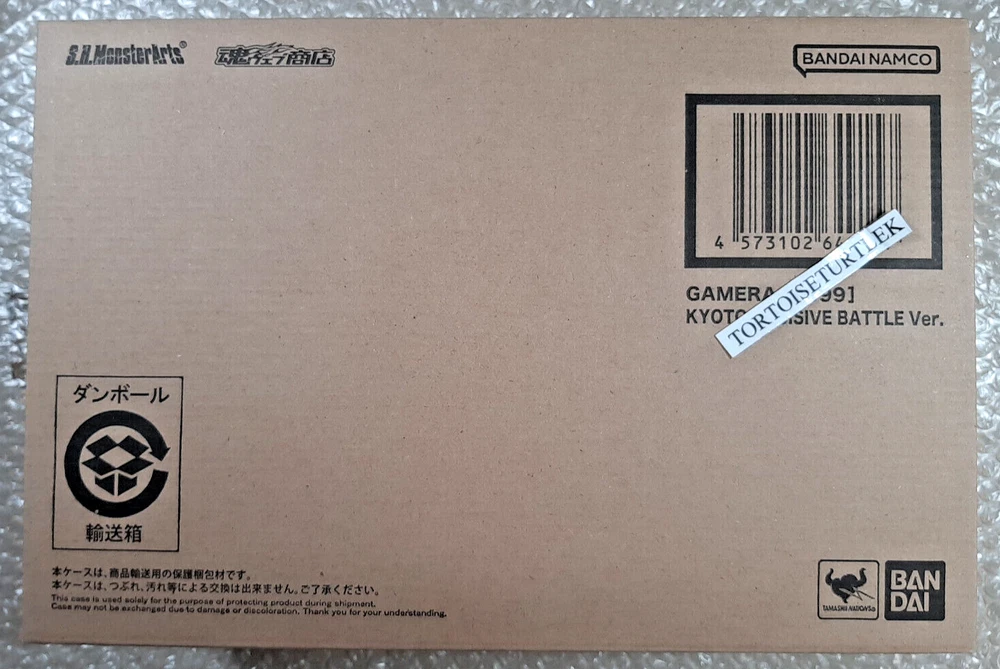 S.H.MonsterArts®
魂ウェブ商店
BANDAI NAMCO
4 573102 6
TORTOISETURTLEK
GAMERA 99]
KYOTO SIVE BATTLE Ver.
ダンボール
輸送箱
本ケースは、商品輸送用の保護梱包材です。
本ケースは、つぶれ、汚れ等による交換は出来ません。ご了承ください。
This case is used solely for the purpose of protecting product during shipment.
Case may not be exchanged due to damage or discoloration. Thank you for your understanding.
TAMASHII NATIONS®
BAN
DAI